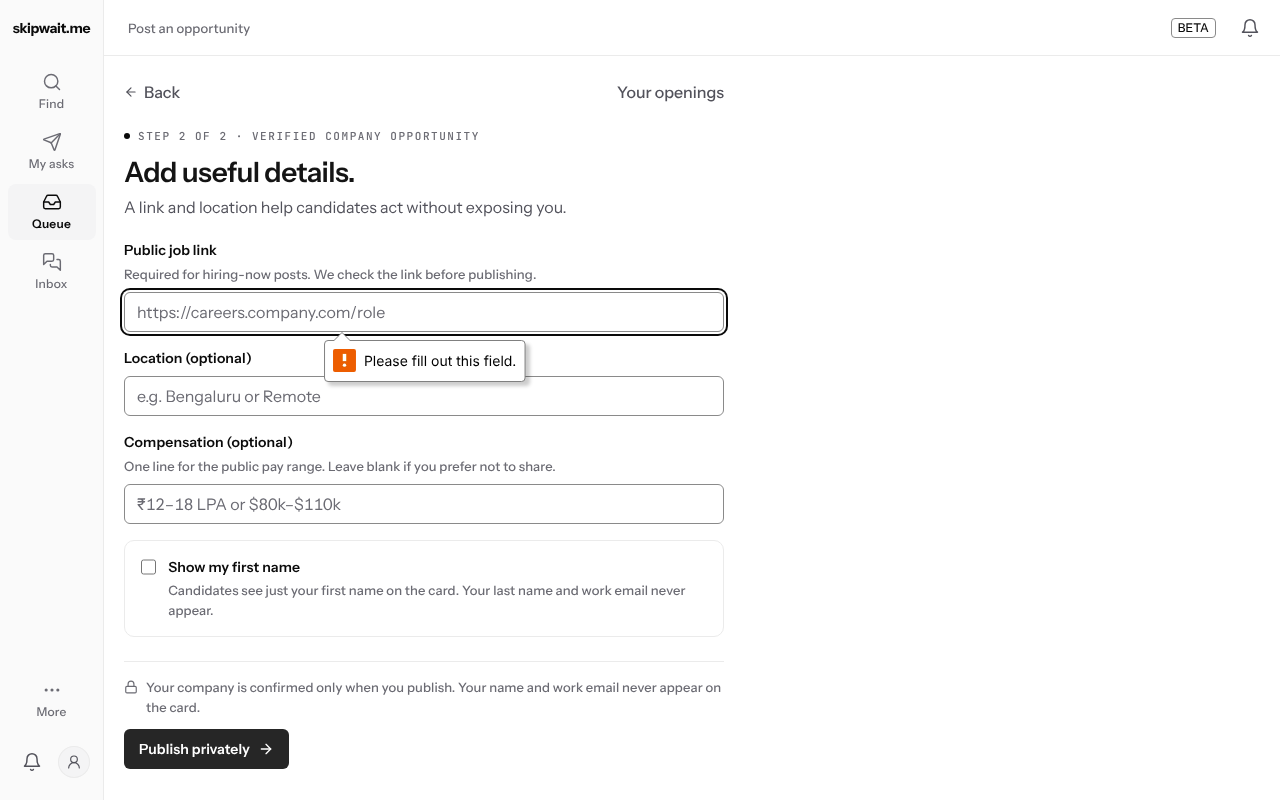 skipwait.me
Post an opportunity
BETA
Find
My asks
Queue
Inbox
More
Back
Your openings
STEP 2 OF 2 · VERIFIED COMPANY OPPORTUNITY
Add useful details.
A link and location help candidates act without exposing you.
Public job link
Required for hiring-now posts. We check the link before publishing.
https://careers.company.com/role
Please fill out this field.
Location (optional)
e.g. Bengaluru or Remote
Compensation (optional)
One line for the public pay range. Leave blank if you prefer not to share.
₹12–18 LPA or $80k–$110k
Show my first name
Candidates see just your first name on the card. Your last name and work email never
appear.
Your company is confirmed only when you publish. Your name and work email never appear on
the card.
Publish privately